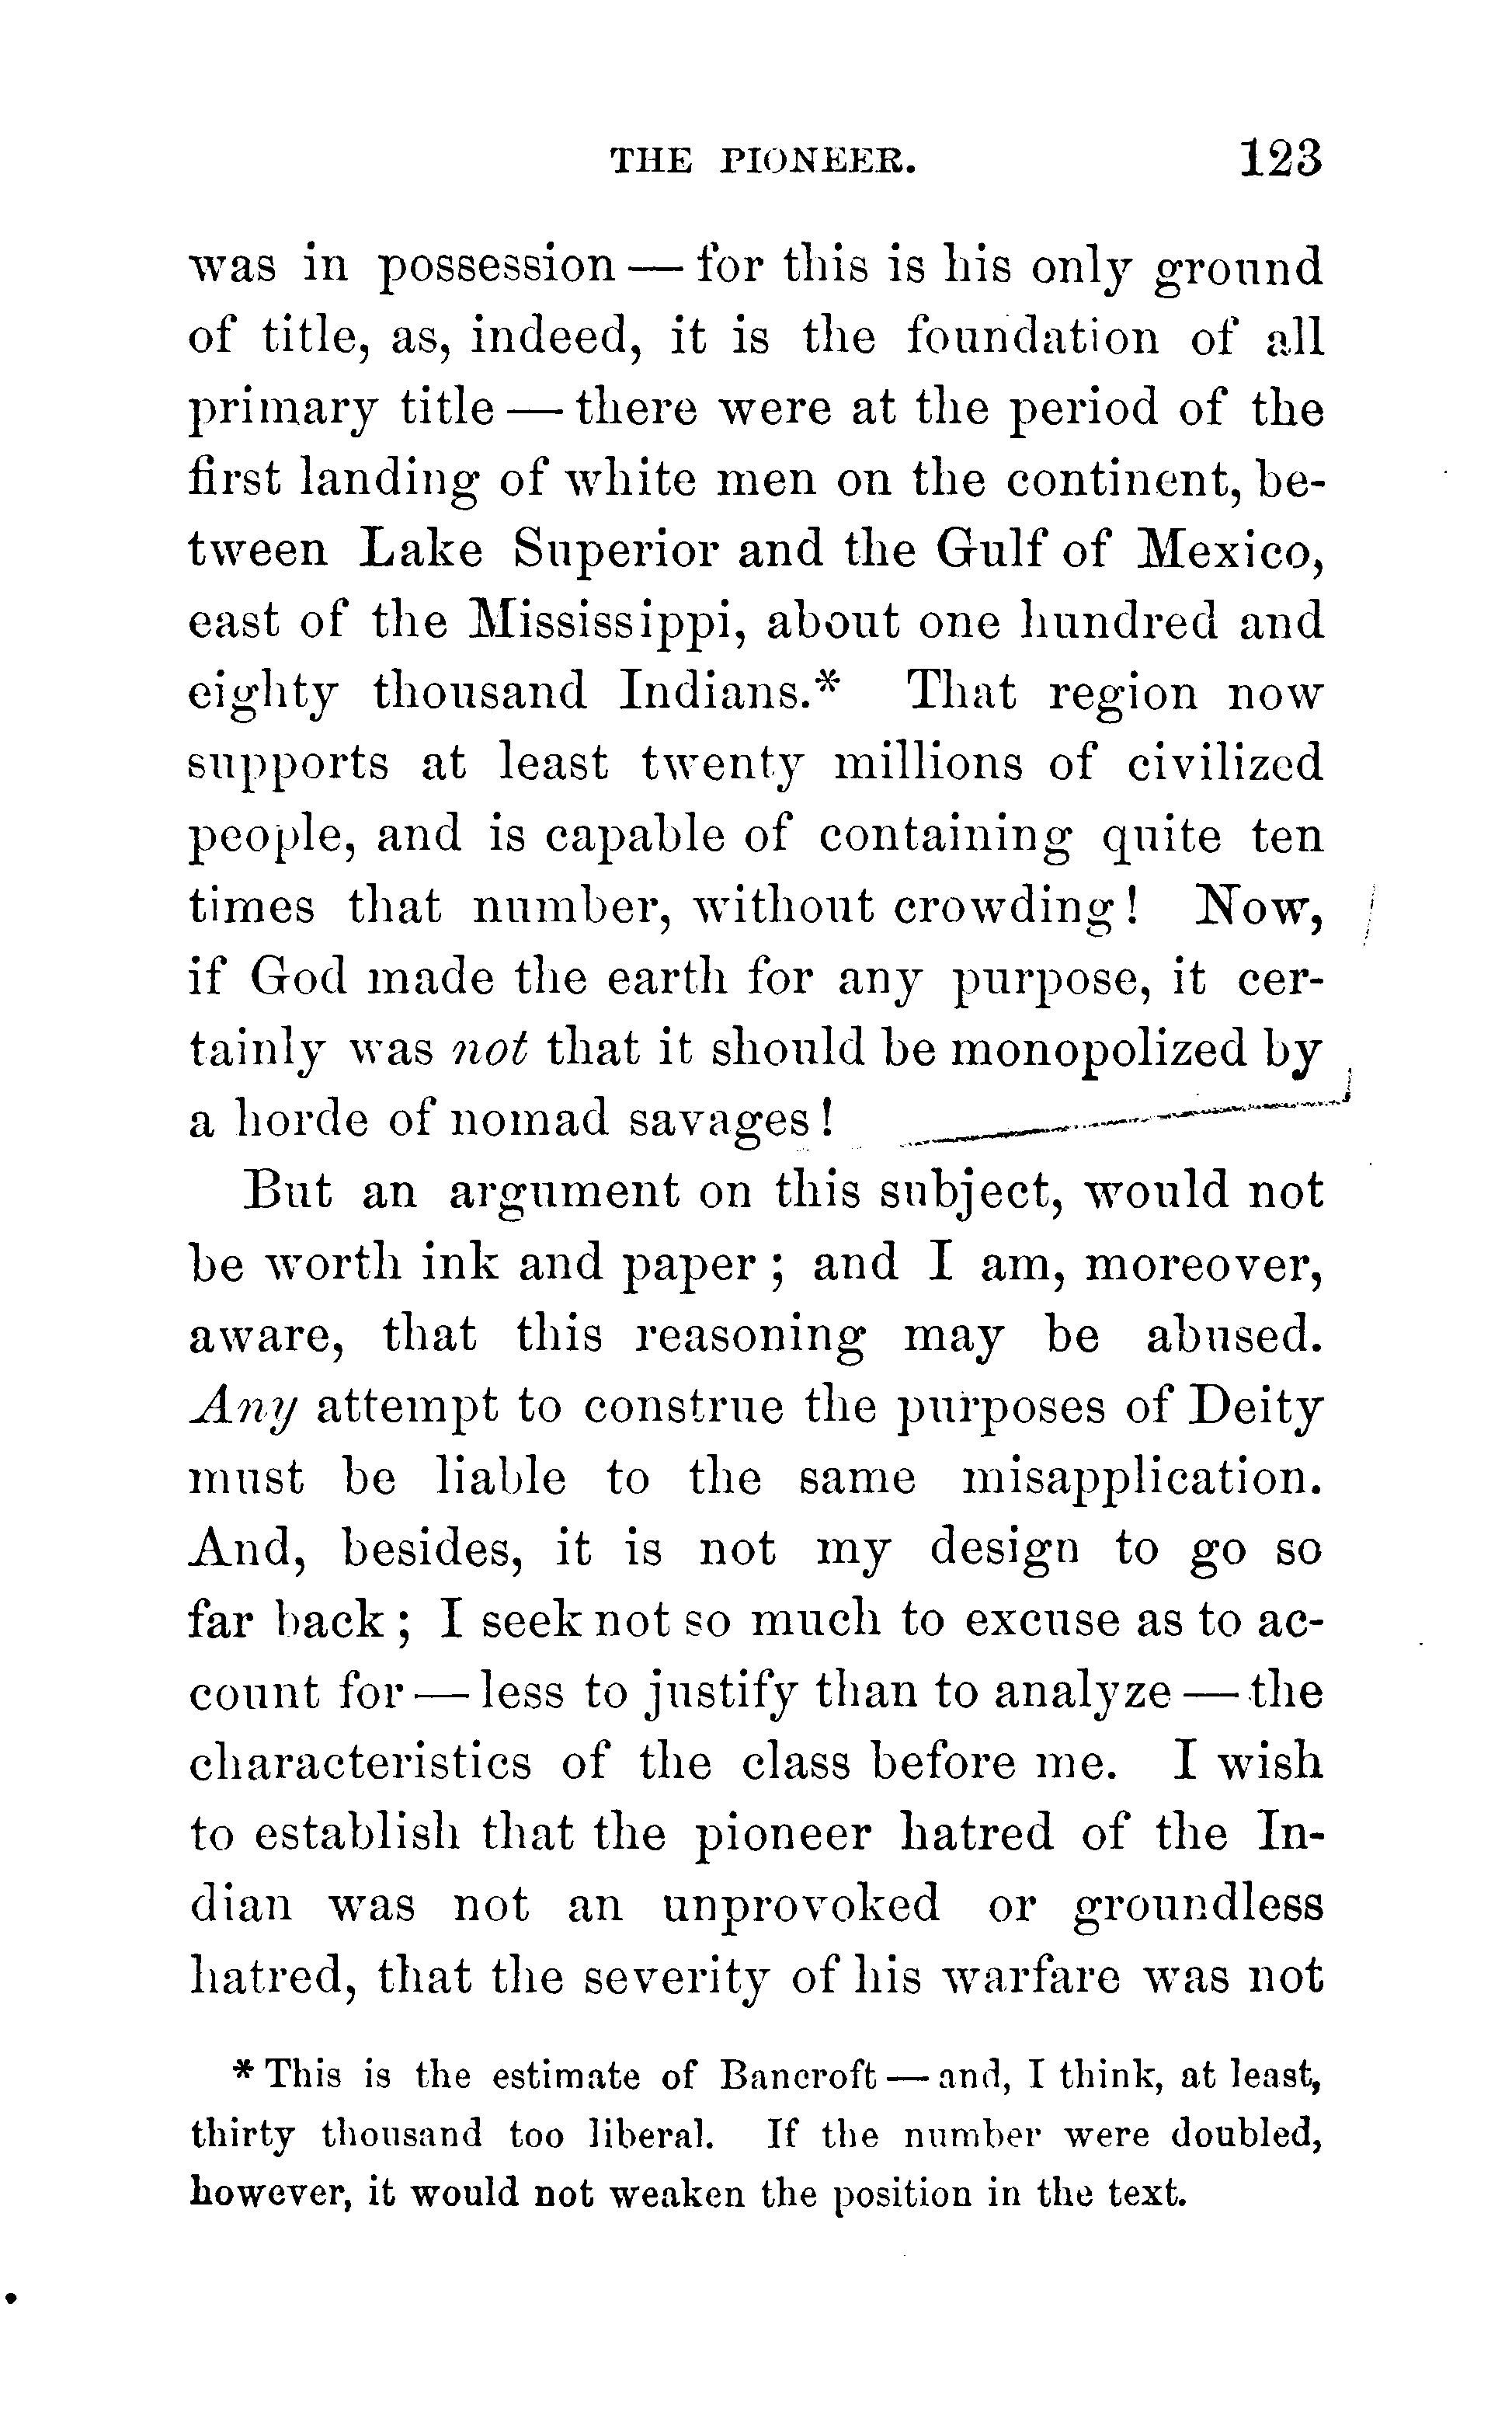 THE PIONEER. 123
was in possession — for this is his only ground
of title, as, indeed, it is the foundation of all
primary title — there were at the period of the
first landing of white men on the continent, be-
tween Lake Superior and the Gulf of Mexico,
east of the Mississippi, about one hundred and
eighty thousand Indians.* That region now
supports at least twenty millions of civilized
people, and is capable of containing quite ten
times that number, without crowding! Now,
if God made the earth for any purpose, it cer-
tainly was not that it should be monopolized by
a horde of nomad savages!
But an argument on this subject, would not
be worth ink and paper; and I am, moreover,
aware, that this reasoning may be abused.
Any attempt to construe the purposes of Deity
must be liable to the same misapplication.
And, besides, it is not my design to go so
far back; I seek not so much to excuse as to ac-
count for — less to justify than to analyze — the
characteristics of the class before me. I wish
to establish that the pioneer hatred of the In-
dian was not an unprovoked or groundless
hatred, that the severity of his warfare was not
* This is the estimate of Bancroft — and, I think, at least,
thirty thousand too liberal. If the number were doubled,
however, it would not weaken the position in the text.